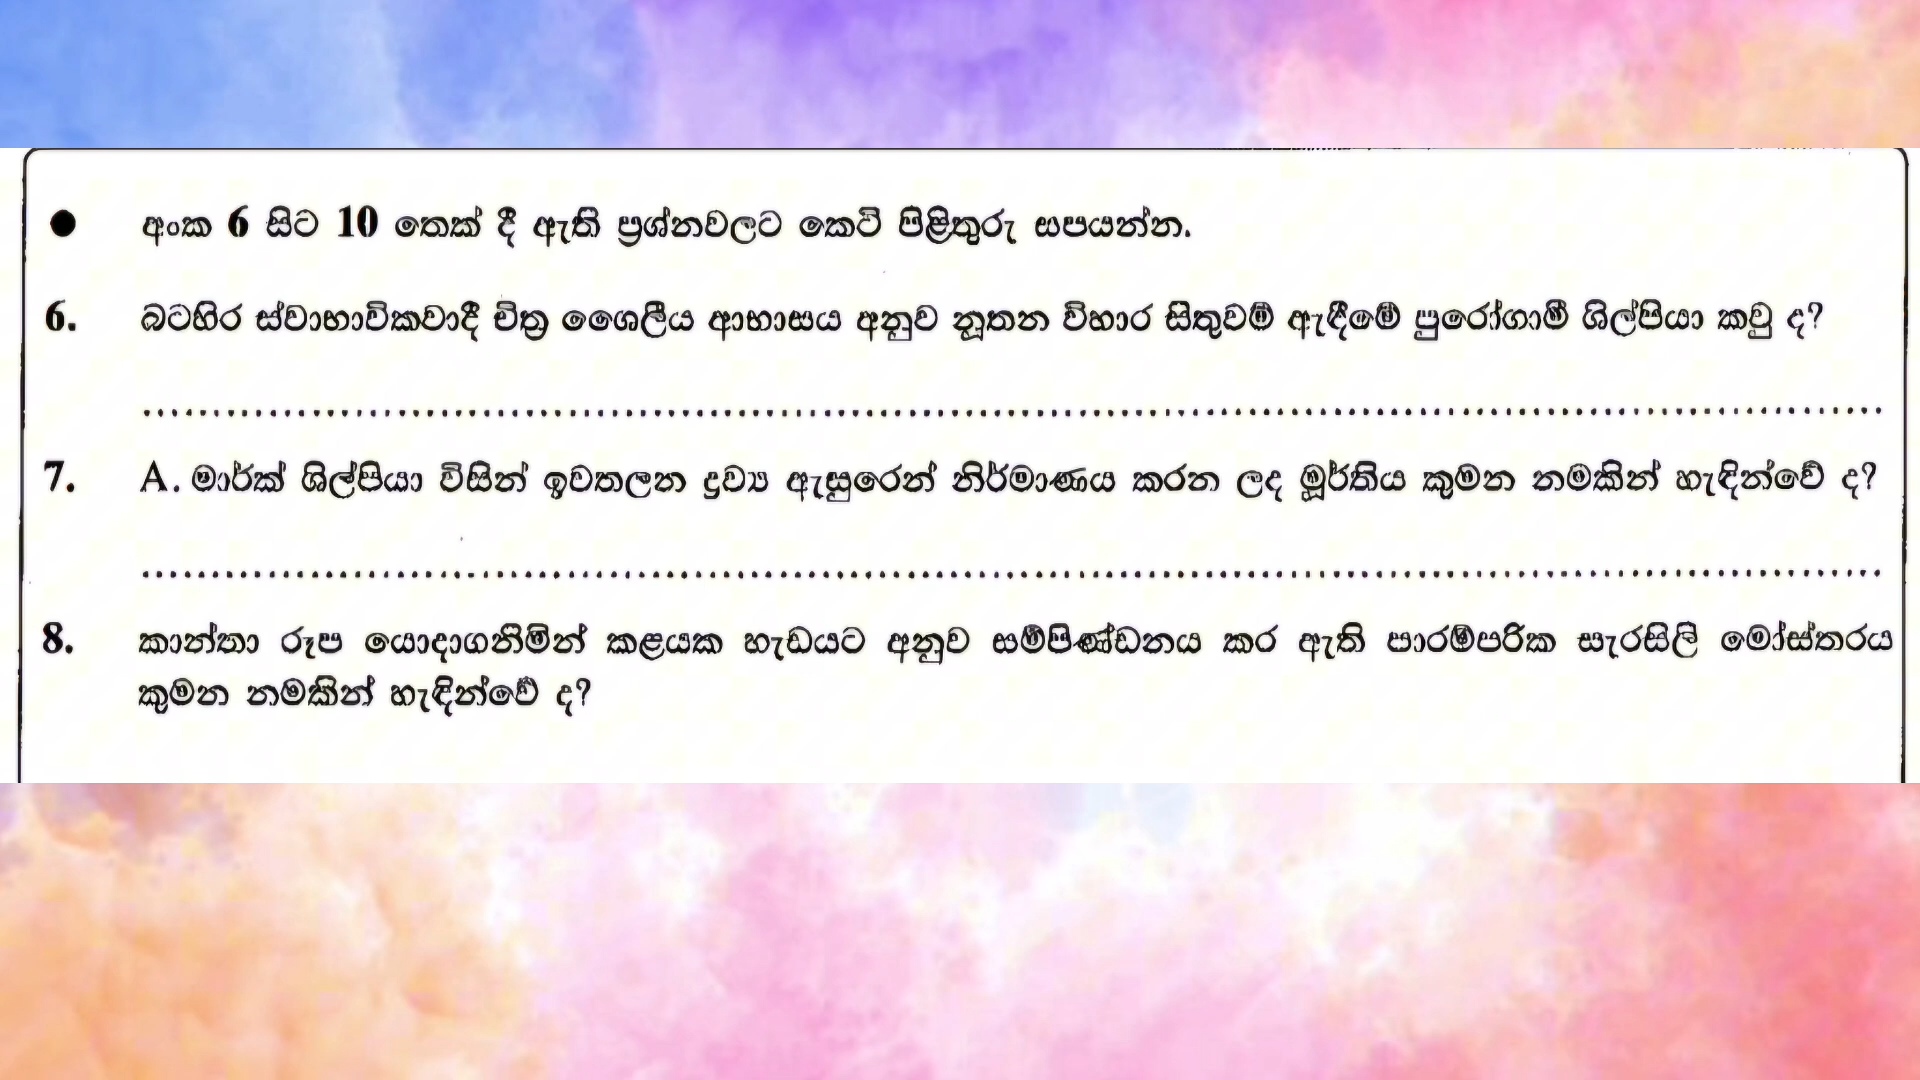 ● අංක 6 සිට 10 තෙක් දී ඇති ප්‍රශ්නවලට කෙටි පිළිතුරු සපයන්න.
6. බටහිර ස්වාභාවිකවාදී චිත්‍ර ශෛලීය ආභාසය අනුව නූතන විහාර සිතුවම් ඇඳීමේ පුරෝගාමී ශිල්පියා කවු ද?
7. A. මාර්ක් ශිල්පියා විසින් ඉවතලන ද්‍රව්‍ය ඇසුරෙන් නිර්මාණය කරන ලද මූර්තිය කුමන නමකින් හැඳින්වේ ද?
8. කාන්තා රූප යොදාගනිමින් කළයක හැඩයට අනුව සම්පිණ්ඩනය කර ඇති පාරම්පරික සැරසිලි මෝස්තරය
කුමන නමකින් හැඳින්වේ ද?